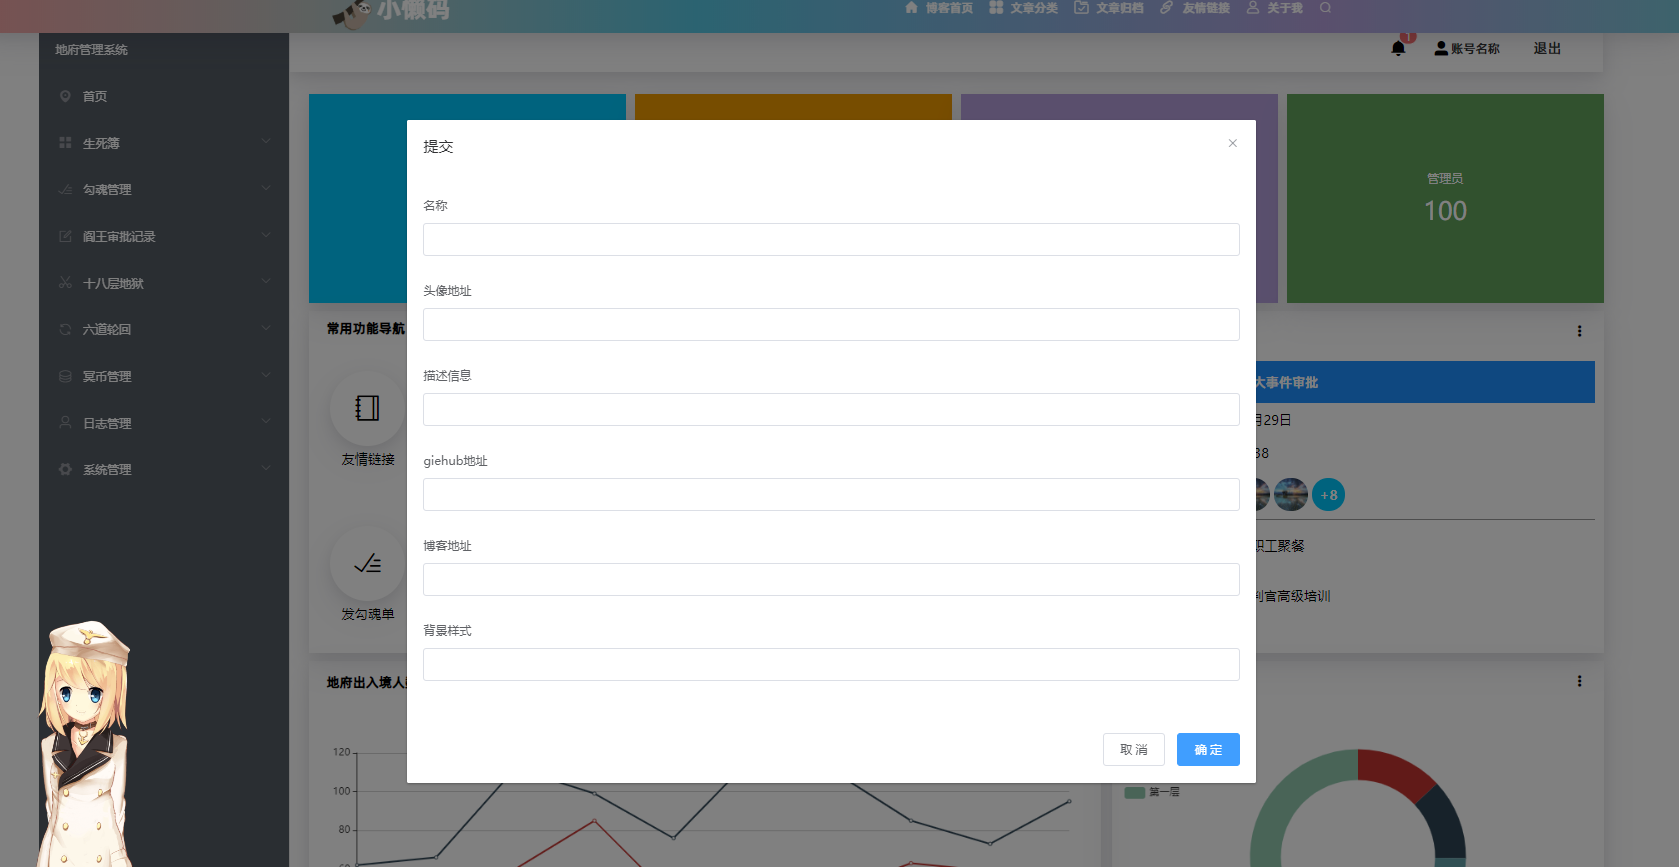 小懒码
博客首页
文章分类
文章归档
友情链接
关于我
地府管理系统
1
账号名称
退出
首页
生死簿
勾魂管理
阎王审批记录
十八层地狱
六道轮回
冥币管理
日志管理
系统管理
管理员
100
提交
名称
头像地址
描述信息
giehub地址
博客地址
背景样式
取 消
确 定
常用功能导航
友情链接
发勾魂单
大事件审批
月29日
38
+8
职工聚餐
判官高级培训
地府出入境人
120
100
80
第一层